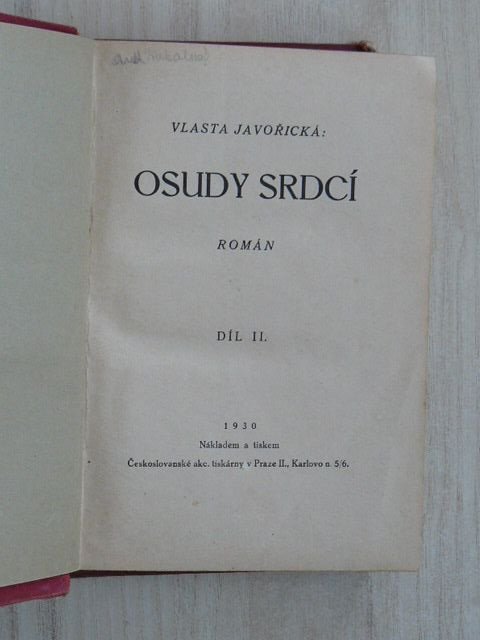 VLASTA JAVOŘICKÁ:
OSUDY SRDCÍ
ROMÁN
DÍL II.
1930
Nákladem a tiskem
Československé akc. tiskárny v Praze II., Karlovo n. 5/6.